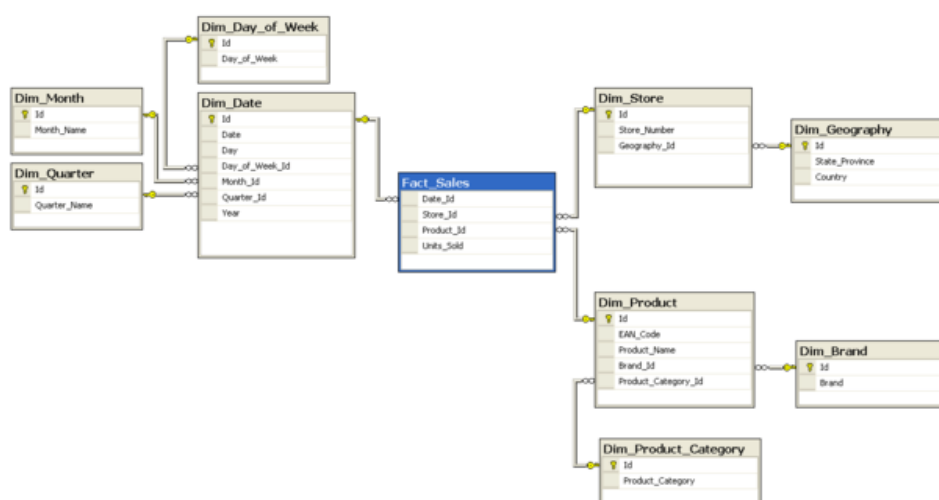 Dim_Day_of_Week
Id
Day_of_Week
Dim_Month
Id
Month_Name
Dim_Quarter
Id
Quarter_Name
Dim_Date
Id
Date
Day
Day_of_Week_Id
Month_Id
Quarter_Id
Year
Fact_Sales
Date_Id
Store_Id
Product_Id
Units_Sold
Dim_Store
Id
Store_Number
Geography_Id
Dim_Geography
Id
State_Province
Country
Dim_Product
Id
EAN_Code
Product_Name
Brand_Id
Product_Category_Id
Dim_Brand
Id
Brand
Dim_Product_Category
Id
Product_Category